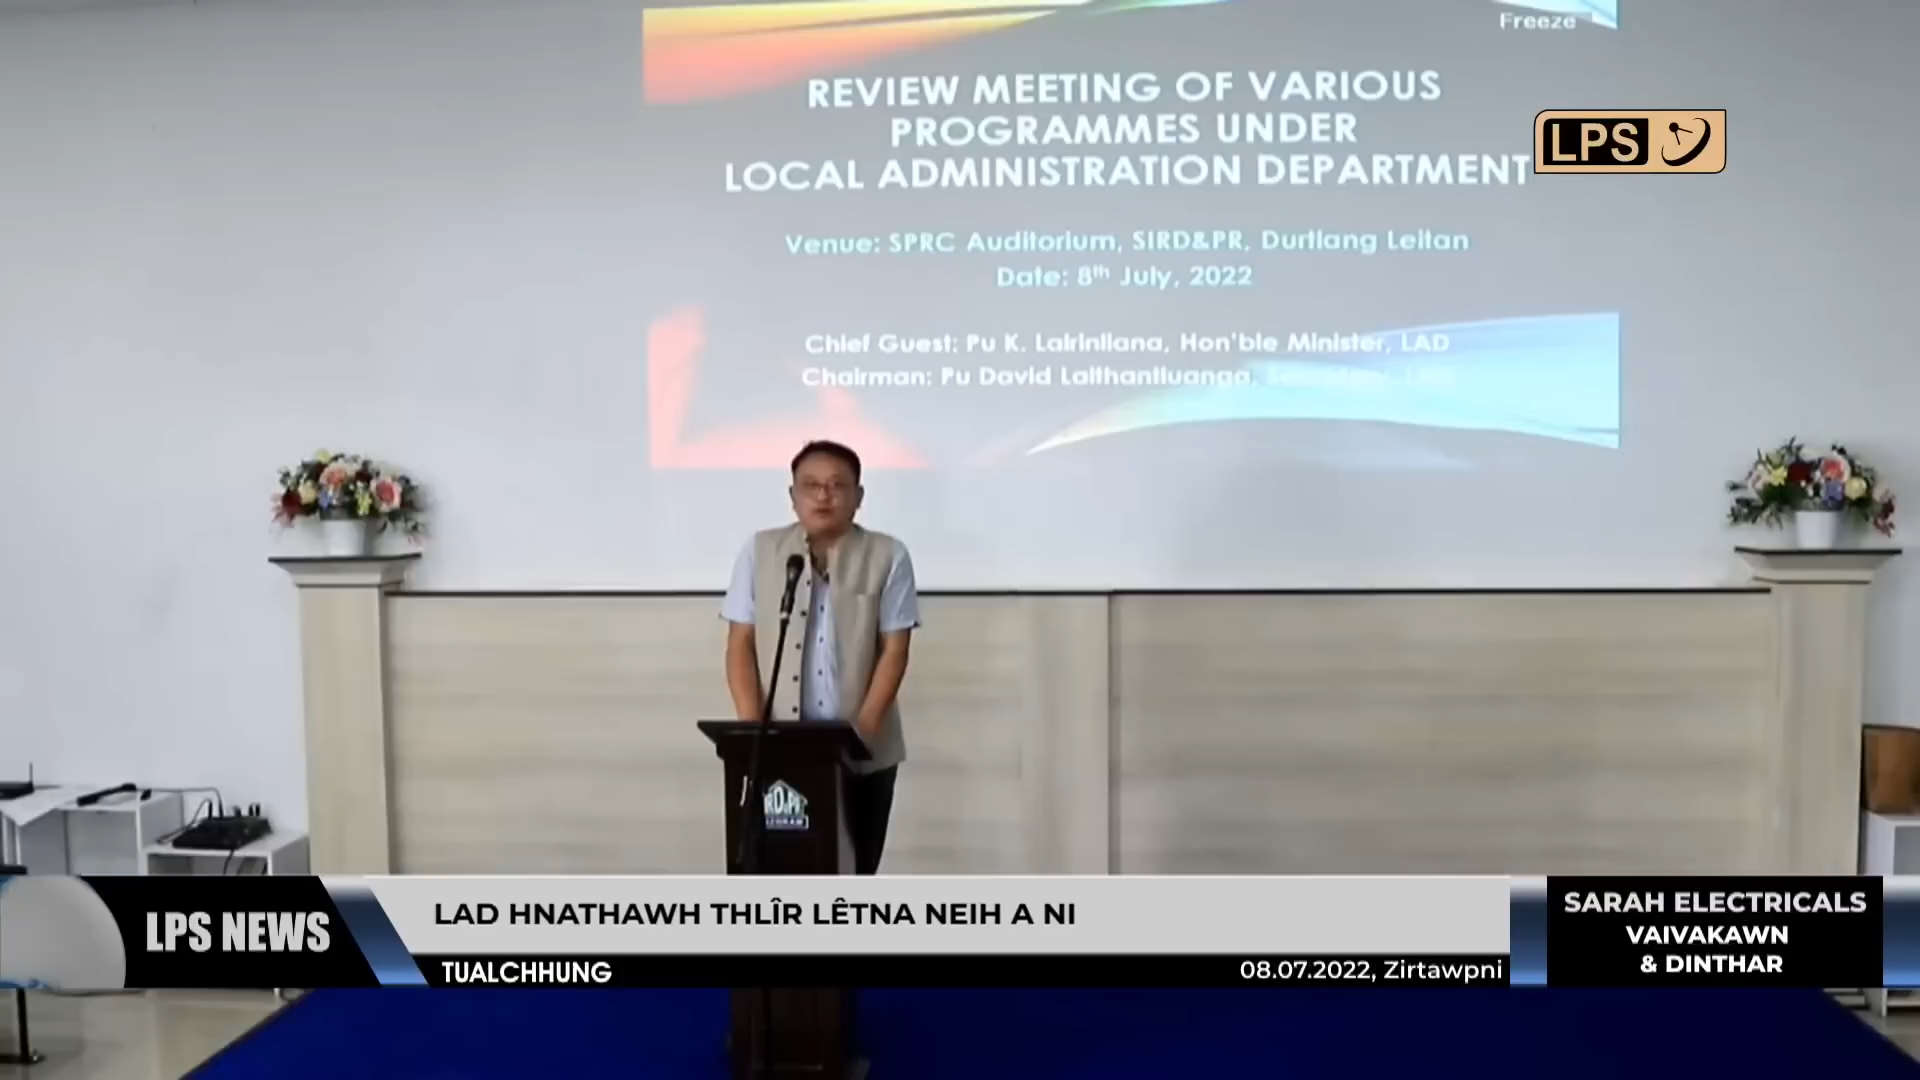 Freeze
REVIEW MEETING OF VARIOUS
PROGRAMMES UNDER
LOCAL ADMINISTRATION DEPARTMENT
LPS
Venue: SPRC Auditorium, SIRD&PR, Durtlang Leitan
Date: 8th July, 2022
Chief Guest: Pu K. Lalrinliana, Hon'ble Minister, LAD
Chairman: Pu David Lalthantluanga,
LPS NEWS
LAD HNATHAWH THLÎR LÊTNA NEIH A NI
TUALCHHUNG
08.07.2022, Zirtawpni
SARAH ELECTRICALS
VAIVAKAWN
& DINTHAR